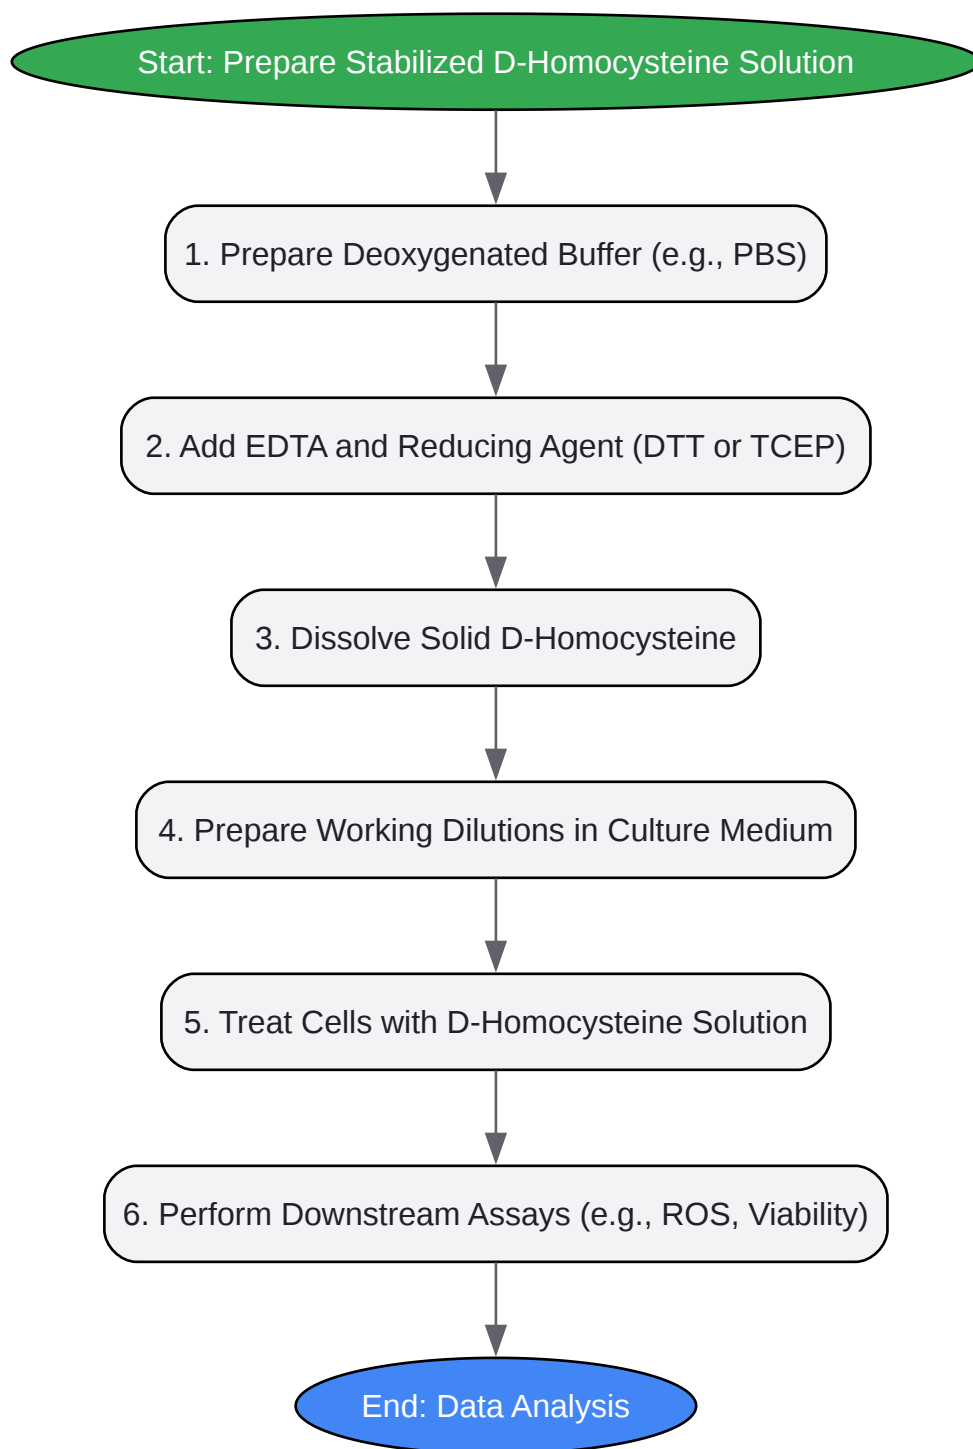 Start: Prepare Stabilized D-Homocysteine Solution
1. Prepare Deoxygenated Buffer (e.g., PBS)
2. Add EDTA and Reducing Agent (DTT or TCEP)
3. Dissolve Solid D-Homocysteine
4. Prepare Working Dilutions in Culture Medium
5. Treat Cells with D-Homocysteine Solution
6. Perform Downstream Assays (e.g., ROS, Viability)
End: Data Analysis